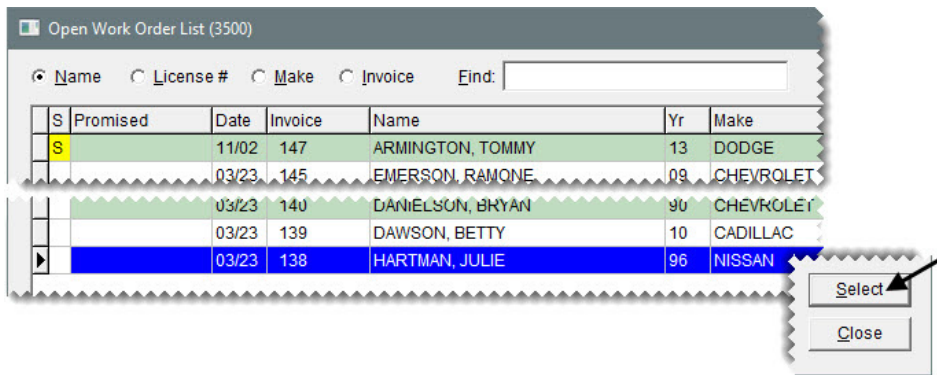 Open Work Order List (3500)
Name License # Make Invoice Find:
S Promised Date Invoice Name Yr Make
S 11/02 147 ARMINGTON, TOMMY 13 DODGE
03/23 145 EMERSON, RAMONE 09 CHEVROLET
03/23 140 DANIELSON, BRYAN 90 CHEVROLET
03/23 139 DAWSON, BETTY 10 CADILLAC
03/23 138 HARTMAN, JULIE 96 NISSAN
Select
Close